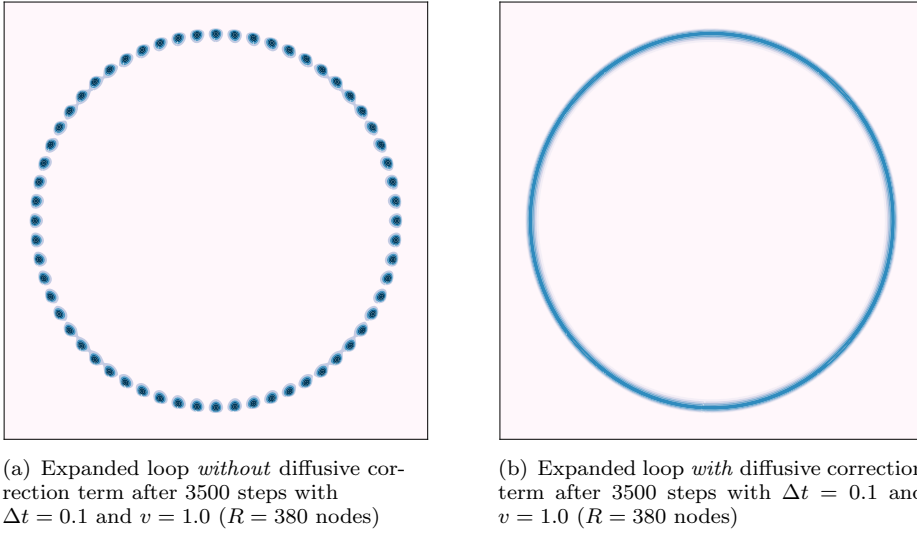 (a) Expanded loop without diffusive cor-
rection term after 3500 steps with
Δt = 0.1 and v = 1.0 (R = 380 nodes)
(b) Expanded loop with diffusive correction
term after 3500 steps with Δt = 0.1 and
v = 1.0 (R = 380 nodes)